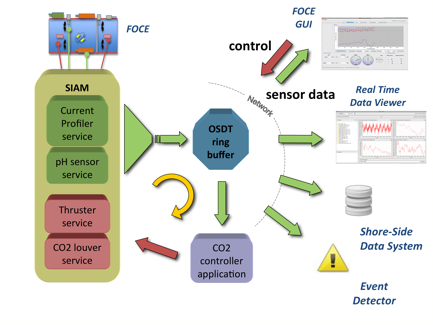 FOCE
FOCE
GUI
control
sensor data
SIAM
Current
Profiler
service
pH sensor
service
Thruster
service
CO2 louver
service
OSDT
ring
buffer
Network
Real Time
Data Viewer
CO2
controller
application
Shore-Side
Data System
Event
Detector